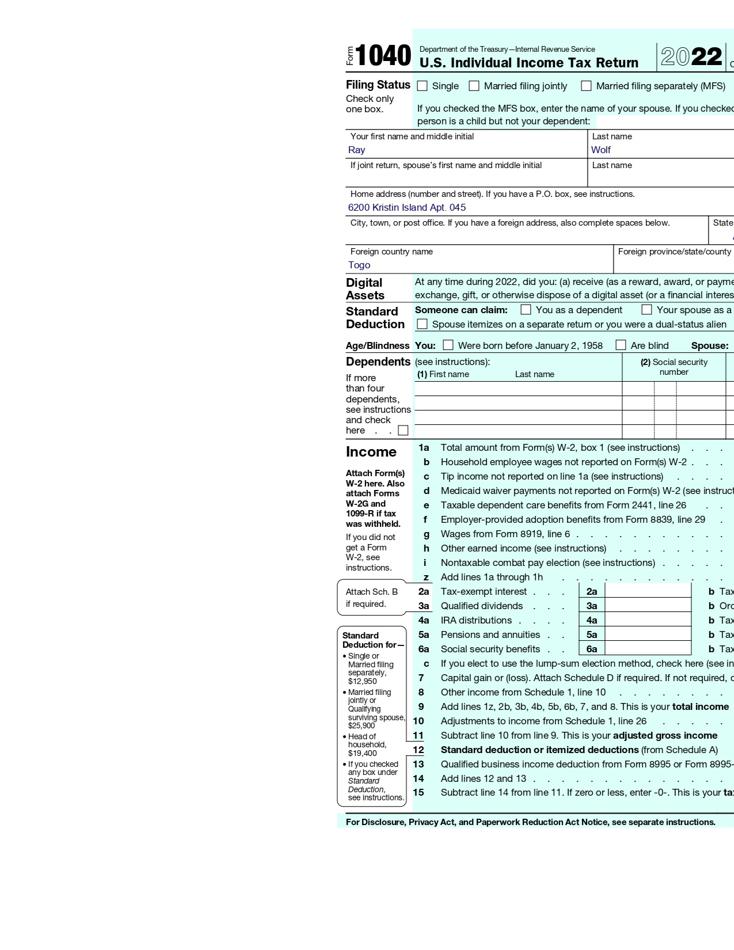 Form 1040 Department of the Treasury—Internal Revenue Service
U.S. Individual Income Tax Return 2022
Filing Status Single Married filing jointly Married filing separately (MFS)
Check only
one box.
If you checked the MFS box, enter the name of your spouse. If you checked
person is a child but not your dependent:
Your first name and middle initial Last name
Ray Wolf
If joint return, spouse's first name and middle initial Last name
Home address (number and street). If you have a P.O. box, see instructions.
6200 Kristin Island Apt. 045
City, town, or post office. If you have a foreign address, also complete spaces below. State
Foreign country name Foreign province/state/county
Togo
Digital
Assets
At any time during 2022, did you: (a) receive (as a reward, award, or payme
exchange, gift, or otherwise dispose of a digital asset (or a financial interes
Standard
Deduction
Someone can claim: You as a dependent Your spouse as a
Spouse itemizes on a separate return or you were a dual-status alien
Age/Blindness You: Were born before January 2, 1958 Are blind Spouse:
Dependents (see instructions): (2) Social security
number
(1) First name Last name
If more
than four
dependents,
see instructions
and check
here . .
Income
Attach Form(s)
W-2 here. Also
attach Forms
W-2G and
1099-R if tax
was withheld.
If you did not
get a Form
W-2, see
instructions.
1a Total amount from Form(s) W-2, box 1 (see instructions) . . .
b Household employee wages not reported on Form(s) W-2 . . .
c Tip income not reported on line 1a (see instructions) . . . .
d Medicaid waiver payments not reported on Form(s) W-2 (see instruct
e Taxable dependent care benefits from Form 2441, line 26 . .
f Employer-provided adoption benefits from Form 8839, line 29 .
g Wages from Form 8919, line 6 . . . . . . . . . .
h Other earned income (see instructions) . . . . . . .
i Nontaxable combat pay election (see instructions) . . . . .
z Add lines 1a through 1h . . . . . . . . . .
Attach Sch. B
if required.
2a Tax-exempt interest . . . 2a b Tax
3a Qualified dividends . . . 3a b Ord
4a IRA distributions . . . . 4a b Tax
5a Pensions and annuities . . 5a b Tax
6a Social security benefits . . 6a b Tax
c If you elect to use the lump-sum election method, check here (see in
7 Capital gain or (loss). Attach Schedule D if required. If not required, c
8 Other income from Schedule 1, line 10 . . . . . . .
9 Add lines 1z, 2b, 3b, 4b, 5b, 6b, 7, and 8. This is your total income
10 Adjustments to income from Schedule 1, line 26 . . . . .
11 Subtract line 10 from line 9. This is your adjusted gross income
12 Standard deduction or itemized deductions (from Schedule A)
13 Qualified business income deduction from Form 8995 or Form 8995-
14 Add lines 12 and 13 . . . . . . . . . . . .
15 Subtract line 14 from line 11. If zero or less, enter -0-. This is your tax
Standard
Deduction for—
• Single or
Married filing
separately,
$12,950
• Married filing
jointly or
Qualifying
surviving spouse,
$25,900
• Head of
household,
$19,400
• If you checked
any box under
Standard
Deduction,
see instructions.
For Disclosure, Privacy Act, and Paperwork Reduction Act Notice, see separate instructions.